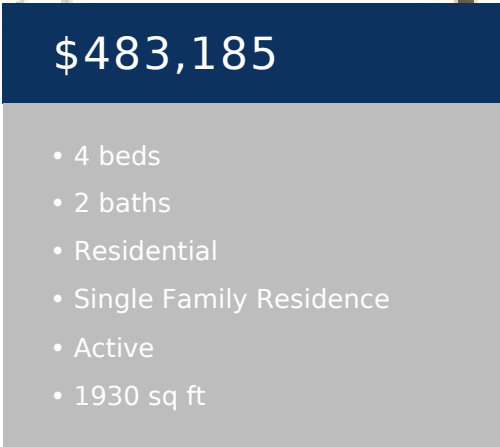 $483,185
• 4 beds
• 2 baths
• Residential
• Single Family Residence
• Active
• 1930 sq ft